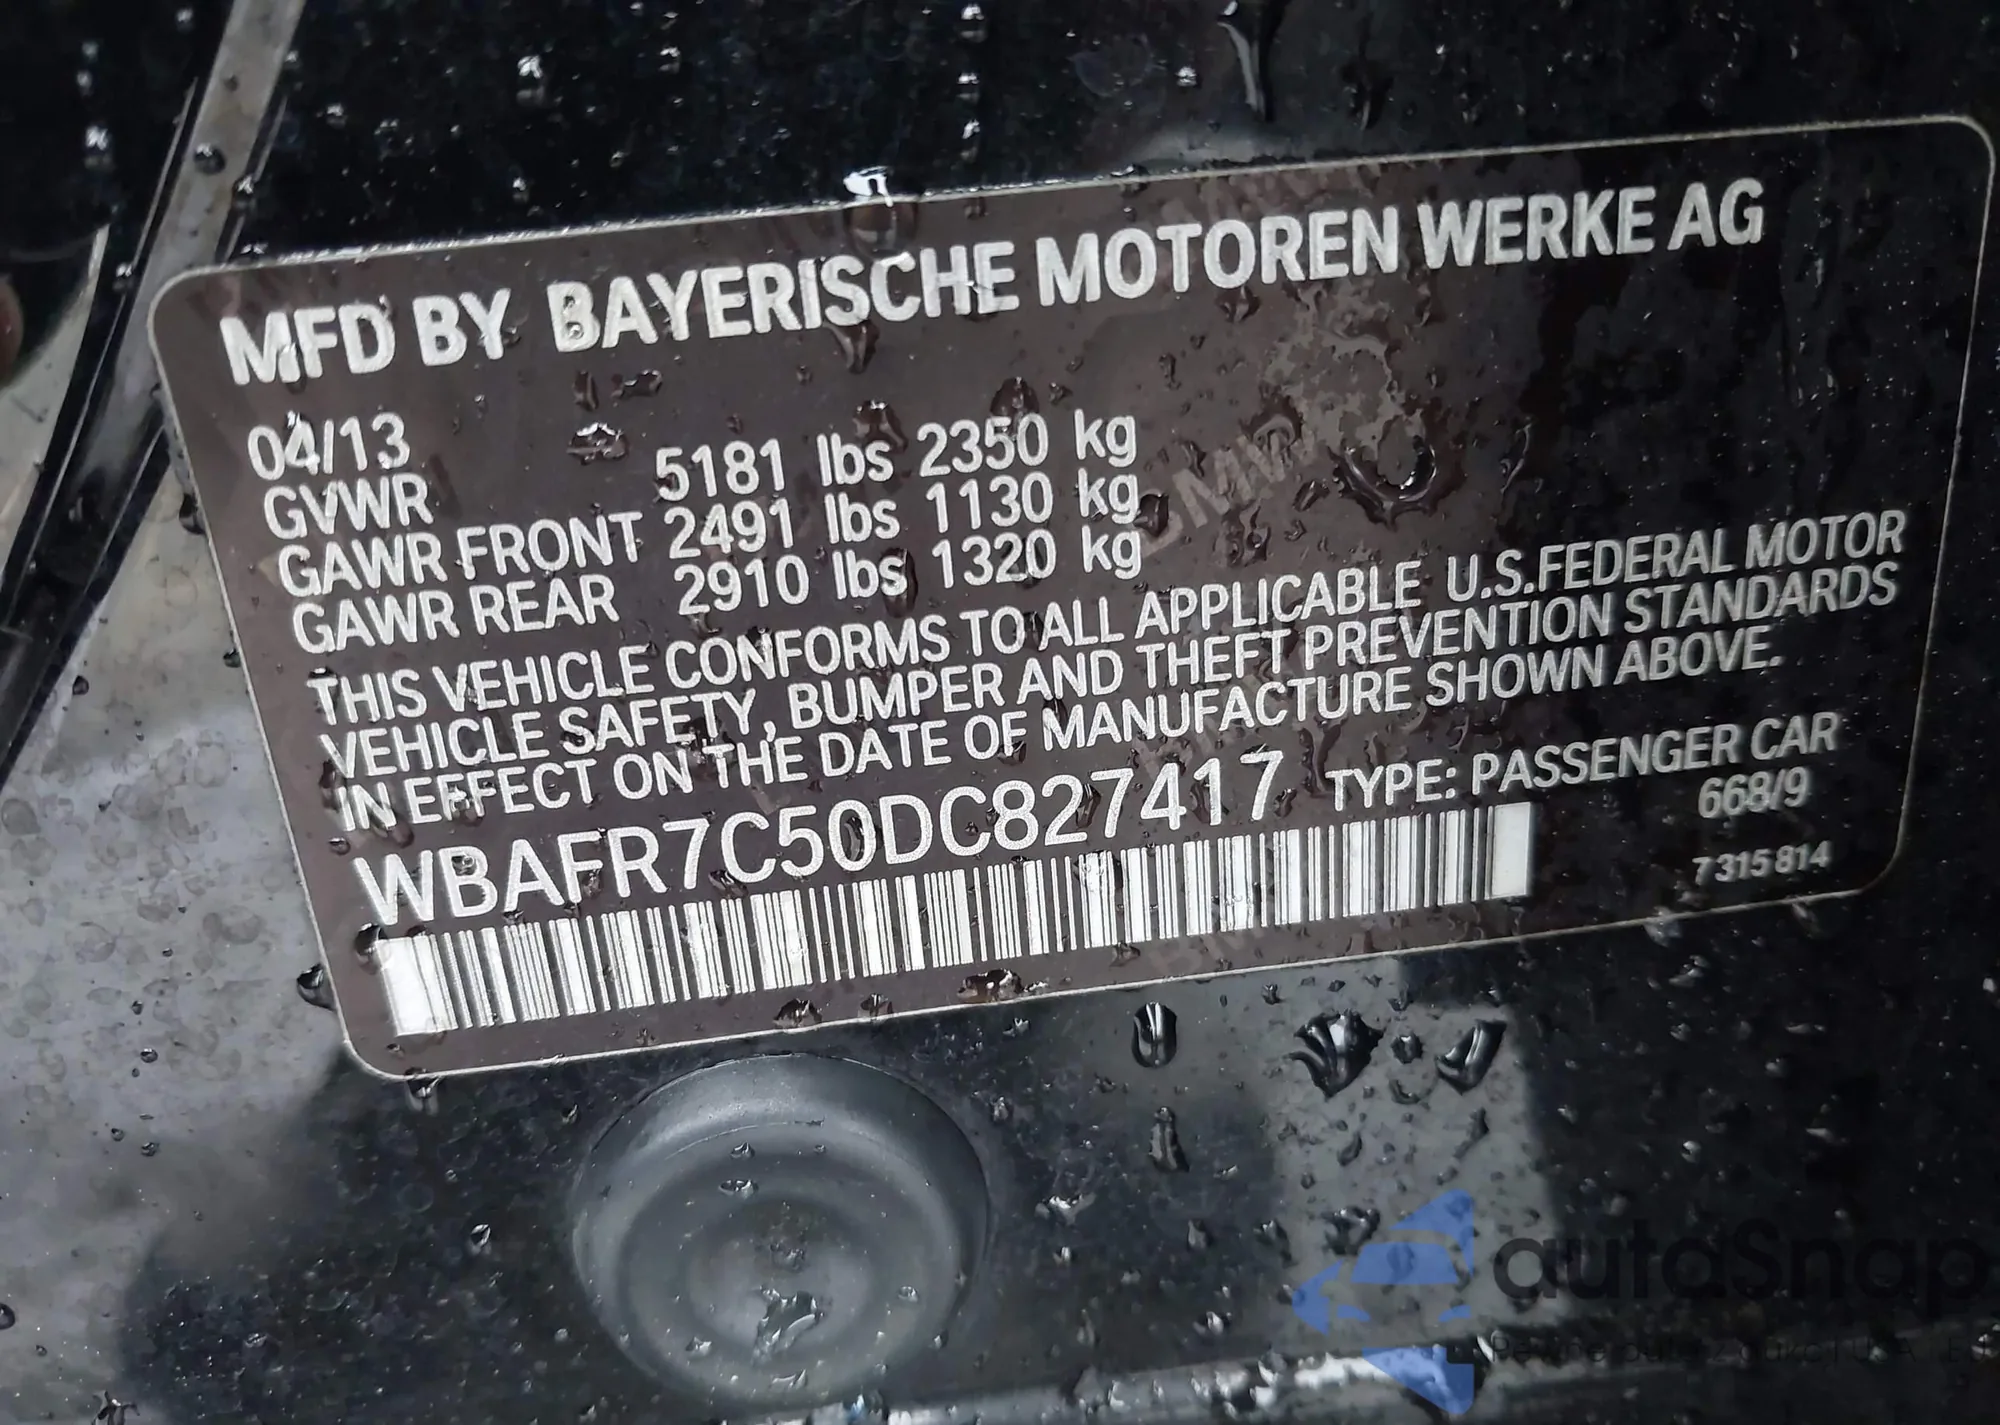 MFD BY BAYERISCHE MOTOREN WERKE AG
04/13
GVWR 5181 lbs 2350 kg
GAWR FRONT 2491 lbs 1130 kg
GAWR REAR 2910 lbs 1320 kg
THIS VEHICLE CONFORMS TO ALL APPLICABLE U.S.FEDERAL MOTOR
VEHICLE SAFETY, BUMPER AND THEFT PREVENTION STANDARDS
IN EFFECT ON THE DATE OF MANUFACTURE SHOWN ABOVE.
WBAFR7C50DC827417 TYPE: PASSENGER CAR
668/9
7 315 814
autoSnap